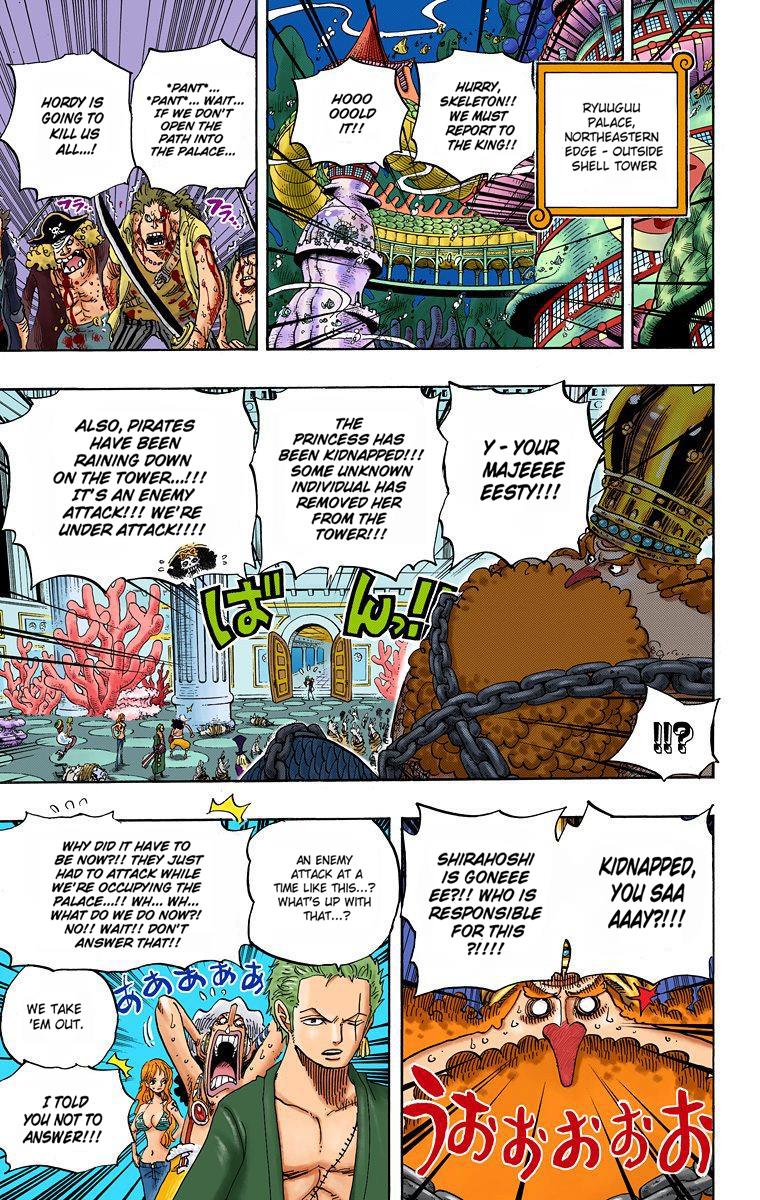 RYUUGUU
PALACE,
NORTHEASTERN
EDGE - OUTSIDE
SHELL TOWER
HURRY,
SKELETON!!
WE MUST
REPORT TO
THE KING!!
HOOO
OOOLD
IT!!
*PANT*...
*PANT*... WAIT...
IF WE DON'T
OPEN THE
PATH INTO
THE PALACE...
HORDY IS
GOING TO
KILL US
ALL...!
フラ…
フラ…
Y - YOUR
MAJEEEE
EESTY!!!
THE
PRINCESS HAS
BEEN KIDNAPPED!!!
SOME UNKNOWN
INDIVIDUAL HAS
REMOVED HER
FROM THE
TOWER!!!
ALSO, PIRATES
HAVE BEEN
RAINING DOWN
ON THE TOWER...!!!
IT'S AN ENEMY
ATTACK!!! WE'RE
UNDER ATTACK!!!!
ばんっ!
!!?
KIDNAPPED,
YOU SAA
AAAY?!!!
SHIRAHOSHI
IS GONEEE
EE?!! WHO IS
RESPONSIBLE
FOR THIS
?!!!!
うおおおおお
AN ENEMY
ATTACK AT A
TIME LIKE THIS...?
WHAT'S UP WITH
THAT...?
WHY DID IT HAVE TO
BE NOW?!! THEY JUST
HAD TO ATTACK WHILE
WE'RE OCCUPYING THE
PALACE...!! WH... WH...
WHAT DO WE DO NOW?!
NO!! WAIT!! DON'T
ANSWER THAT!!
ああああああ
WE TAKE
'EM OUT.
I TOLD
YOU NOT TO
ANSWER!!!